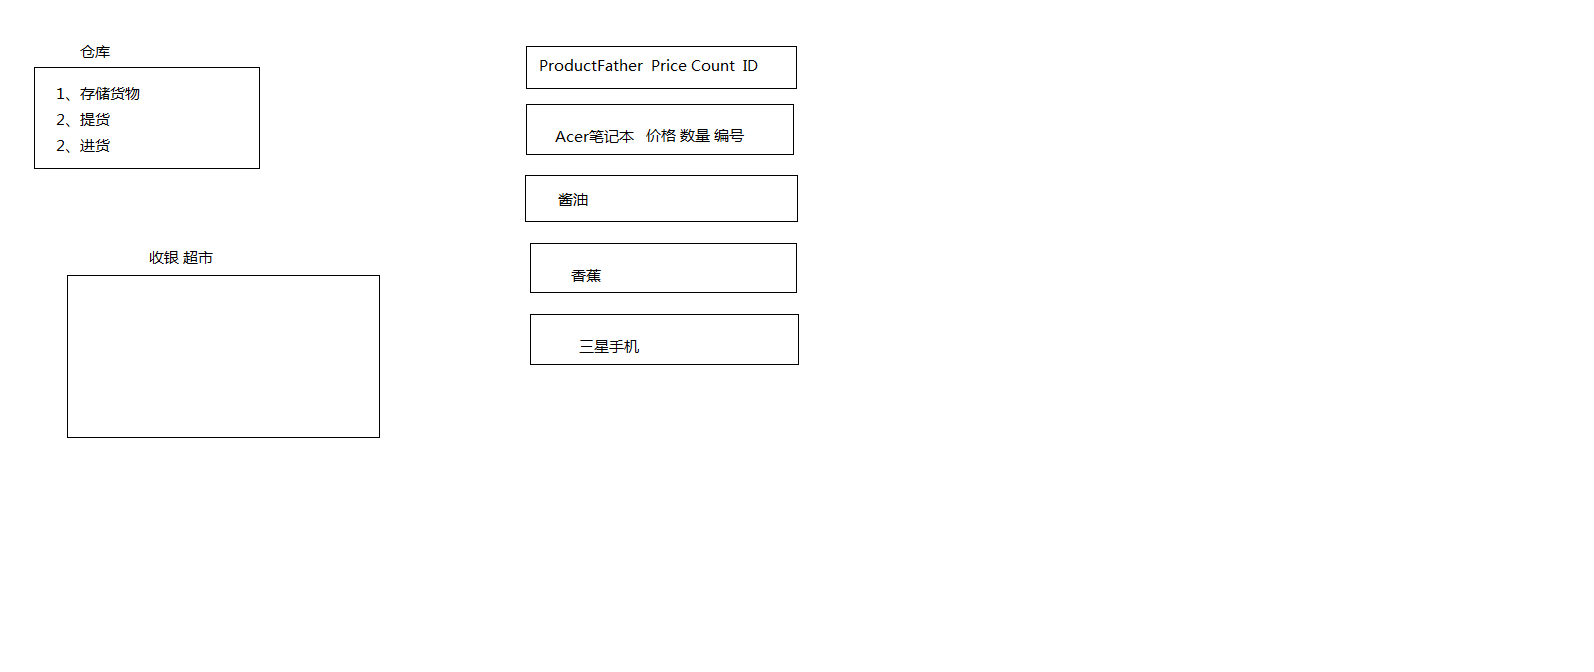 仓库
1、存储货物
2、提货
2、进货
收银 超市
ProductFather  Price Count  ID
Acer笔记本   价格 数量 编号
酱油
香蕉
三星手机